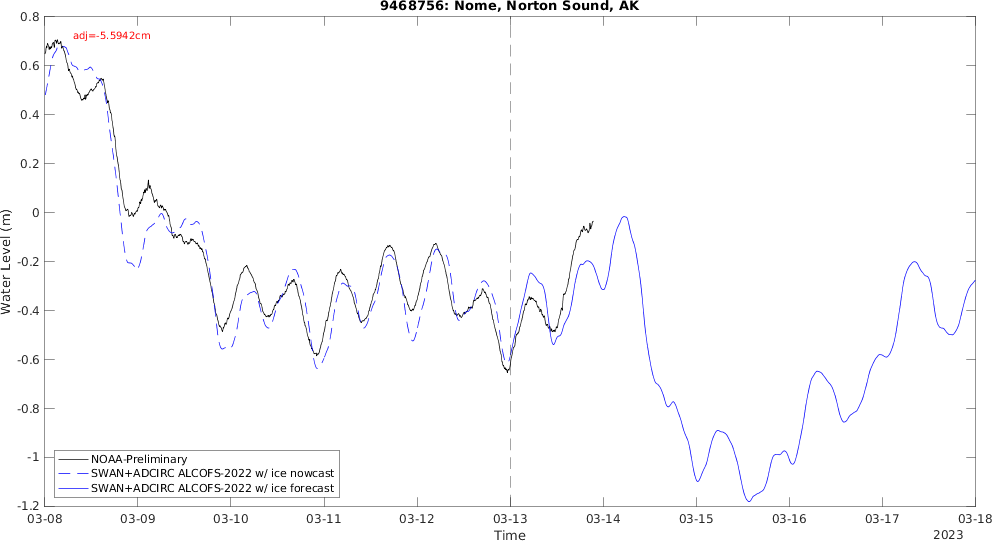 9468756: Nome, Norton Sound, AK
adj=-5.5942cm
0.8
0.6
0.4
0.2
0
-0.2
-0.4
-0.6
-0.8
-1
-1.2
Water Level (m)
NOAA-Preliminary
SWAN+ADCIRC ALCOFS-2022 w/ ice nowcast
SWAN+ADCIRC ALCOFS-2022 w/ ice forecast
03-08 03-09 03-10 03-11 03-12 03-13 03-14 03-15 03-16 03-17 03-18
Time
2023